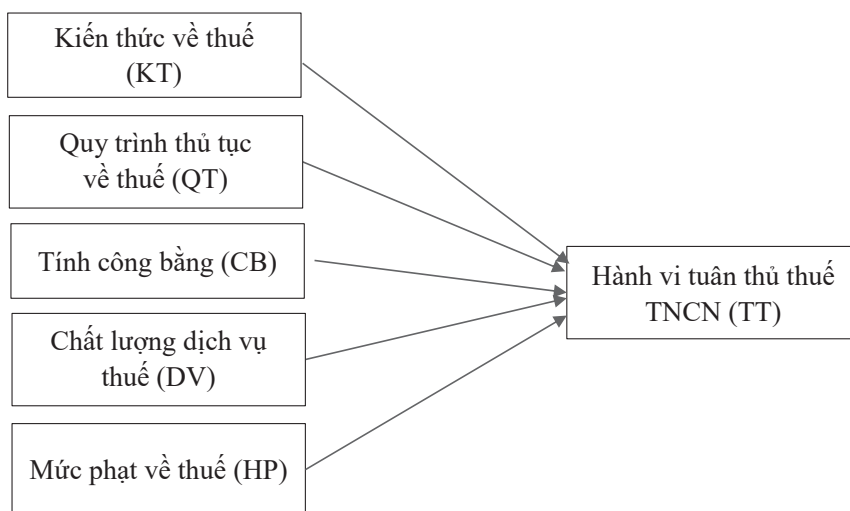 Kiến thức về thuế
(KT)
Quy trình thủ tục
về thuế (QT)
Tính công bằng (CB)
Chất lượng dịch vụ
thuế (DV)
Mức phạt về thuế (HP)
Hành vi tuân thủ thuế
TNCN (TT)